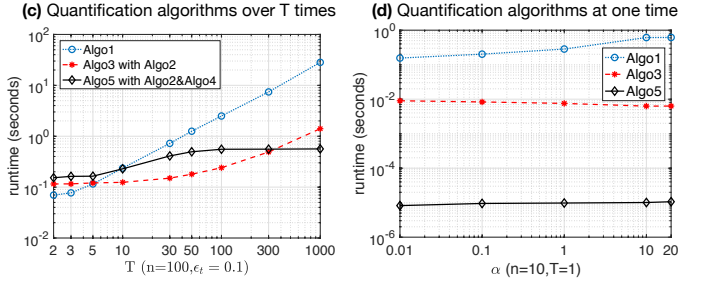 (c) Quantification algorithms over T times
10^2
10^1
10^0
10^-1
10^-2
runtime (seconds)
Algo1
Algo3 with Algo2
Algo5 with Algo2&Algo4
2 3 5 10 30 50 100 300 1000
T (n=100,ϵ_t = 0.1)
(d) Quantification algorithms at one time
10^0
10^-2
10^-5
10^-6
runtime (seconds)
Algo1
Algo3
Algo5
0.01 0.1 1 10 20
α (n=10,T=1)